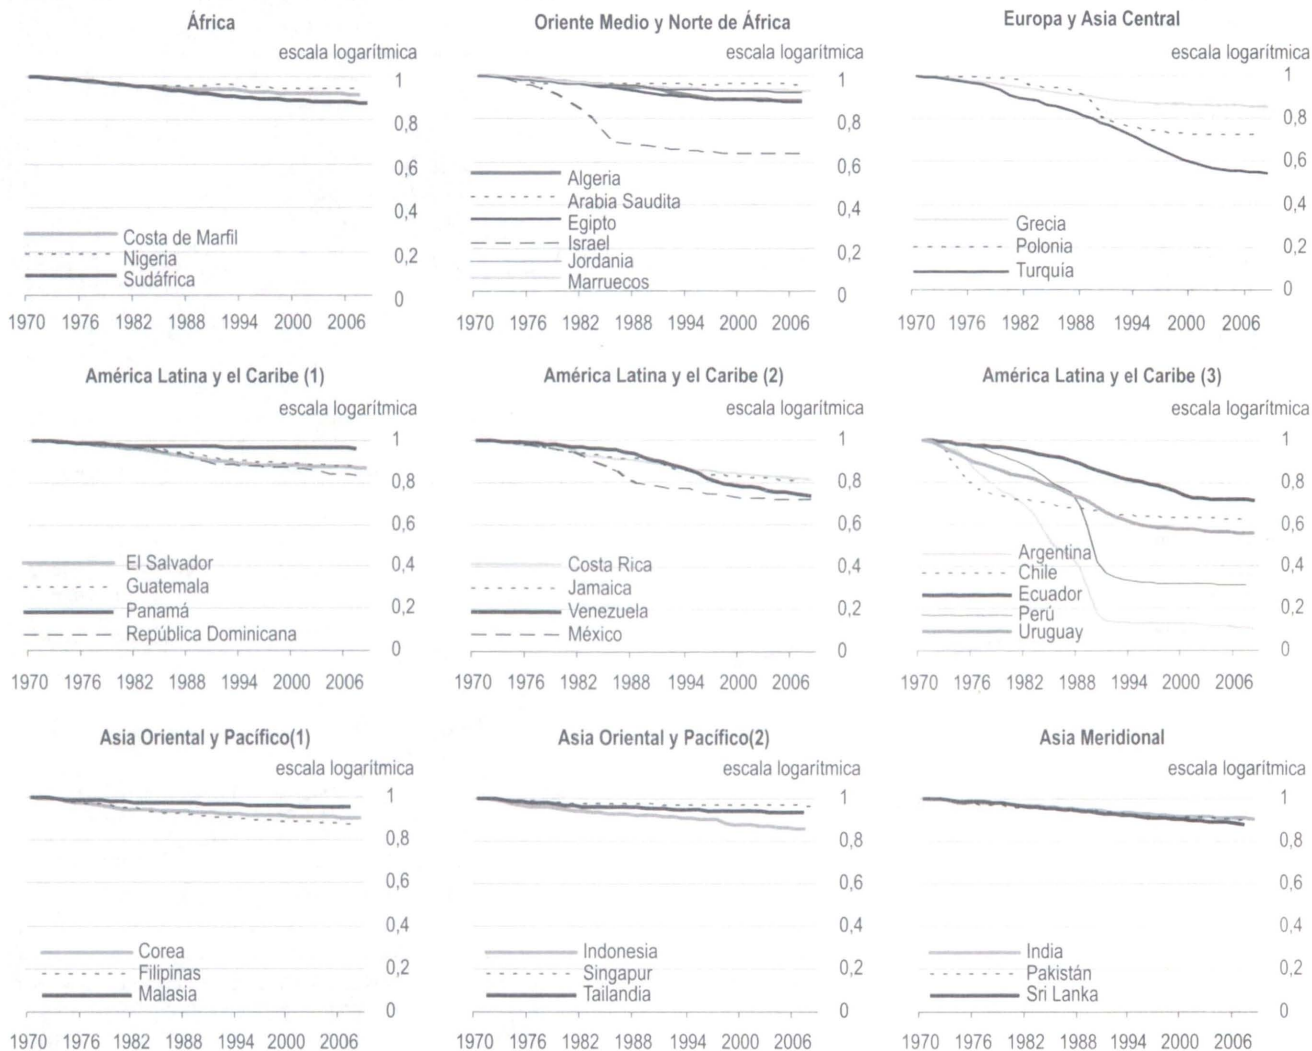 África
escala logarítmica
1
0,8
0,6
0,4
0,2
0
Costa de Marfil
Nigeria
Sudáfrica
1970 1976 1982 1988 1994 2000 2006
Oriente Medio y Norte de África
escala logarítmica
1
0,8
0,6
0,4
0,2
0
Algeria
Arabia Saudita
Egipto
Israel
Jordania
Marruecos
1970 1976 1982 1988 1994 2000 2006
Europa y Asia Central
escala logarítmica
1
0,8
0,6
0,4
0,2
0
Grecia
Polonia
Turquía
1970 1976 1982 1988 1994 2000 2006
América Latina y el Caribe (1)
escala logarítmica
1
0,8
0,6
0,4
0,2
0
El Salvador
Guatemala
Panamá
República Dominicana
1970 1976 1982 1988 1994 2000 2006
América Latina y el Caribe (2)
escala logarítmica
1
0,8
0,6
0,4
0,2
0
Costa Rica
Jamaica
Venezuela
México
1970 1976 1982 1988 1994 2000 2006
América Latina y el Caribe (3)
escala logarítmica
1
0,8
0,6
0,4
0,2
0
Argentina
Chile
Ecuador
Perú
Uruguay
1970 1976 1982 1988 1994 2000 2006
Asia Oriental y Pacífico(1)
escala logarítmica
1
0,8
0,6
0,4
0,2
0
Corea
Filipinas
Malasia
1970 1976 1982 1988 1994 2000 2006
Asia Oriental y Pacífico(2)
escala logarítmica
1
0,8
0,6
0,4
0,2
0
Indonesia
Singapur
Tailandia
1970 1976 1982 1988 1994 2000 2006
Asia Meridional
escala logarítmica
1
0,8
0,6
0,4
0,2
0
India
Pakistán
Sri Lanka
1970 1976 1982 1988 1994 2000 2006